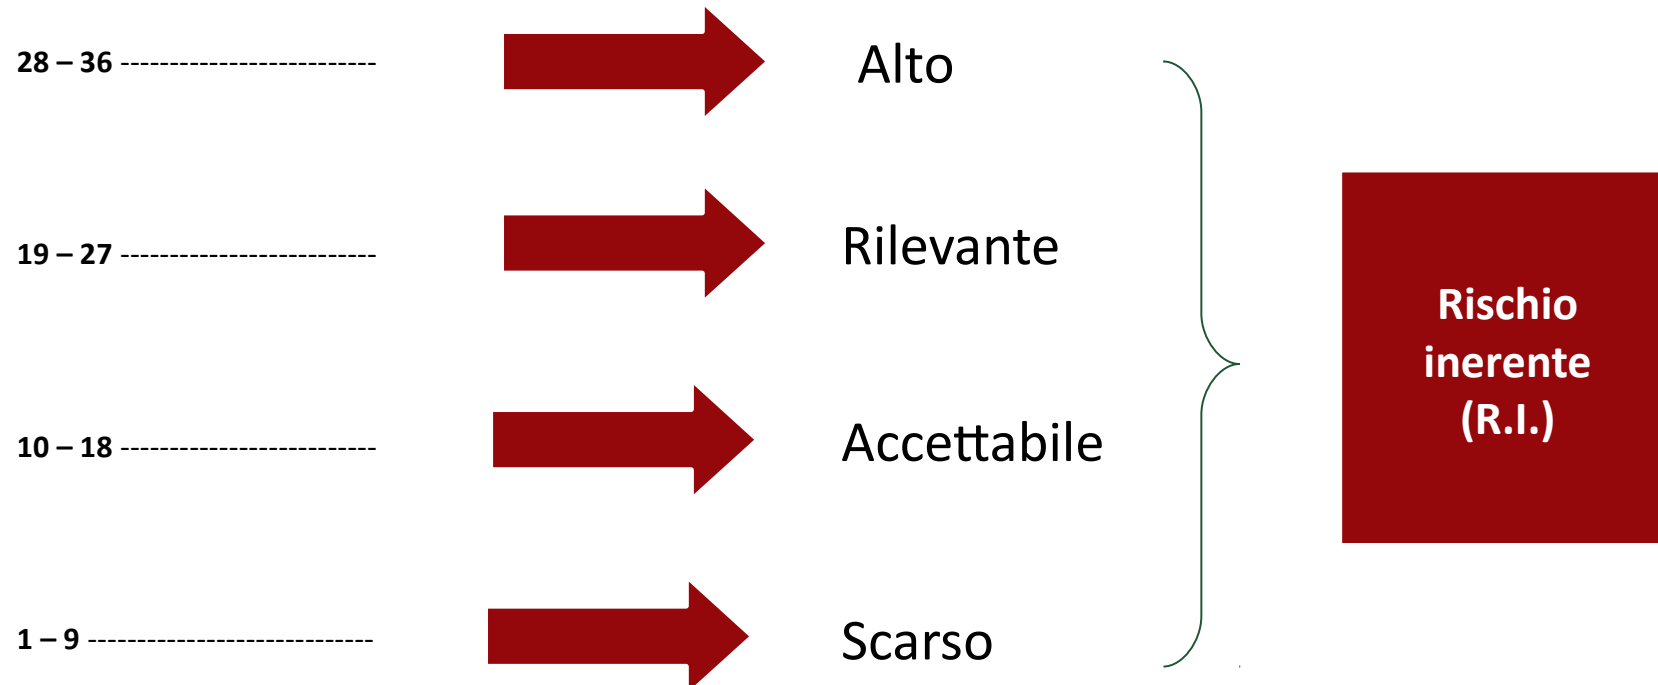 28 – 36 --------------------------
Alto
19 – 27 --------------------------
Rilevante
10 – 18 --------------------------
Accettabile
1 – 9 -----------------------------
Scarso
Rischio
inerente
(R.I.)